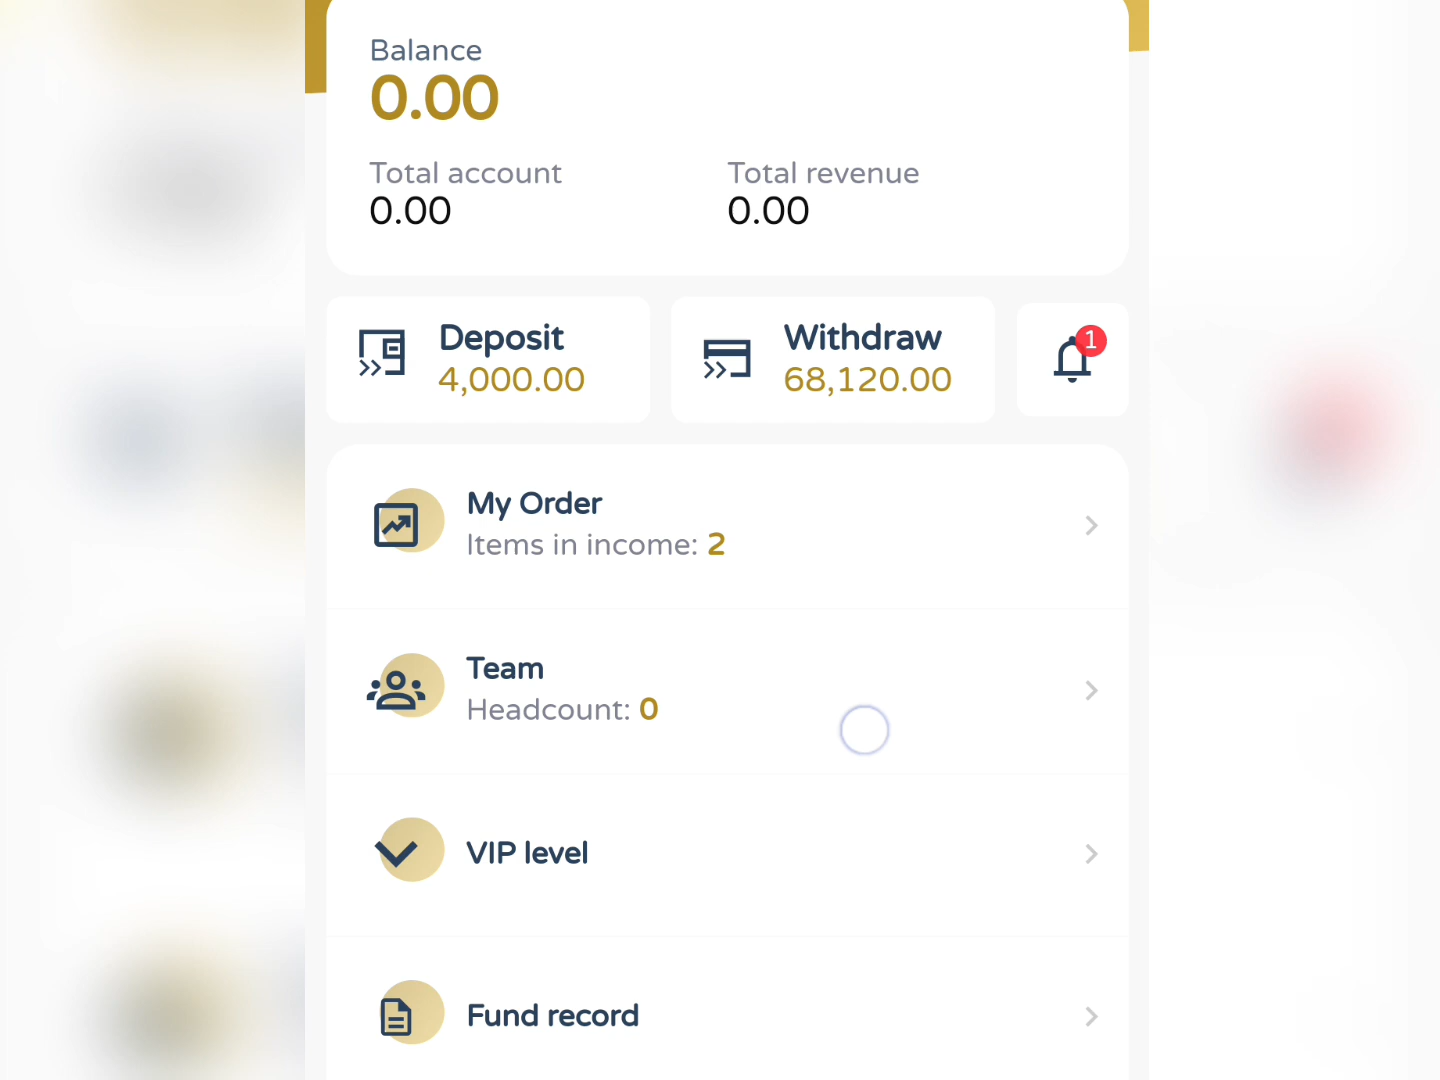 Balance
0.00
Total account
0.00
Total revenue
0.00
Deposit
4,000.00
Withdraw
68,120.00
1
My Order
Items in income: 2
Team
Headcount: 0
VIP level
Fund record